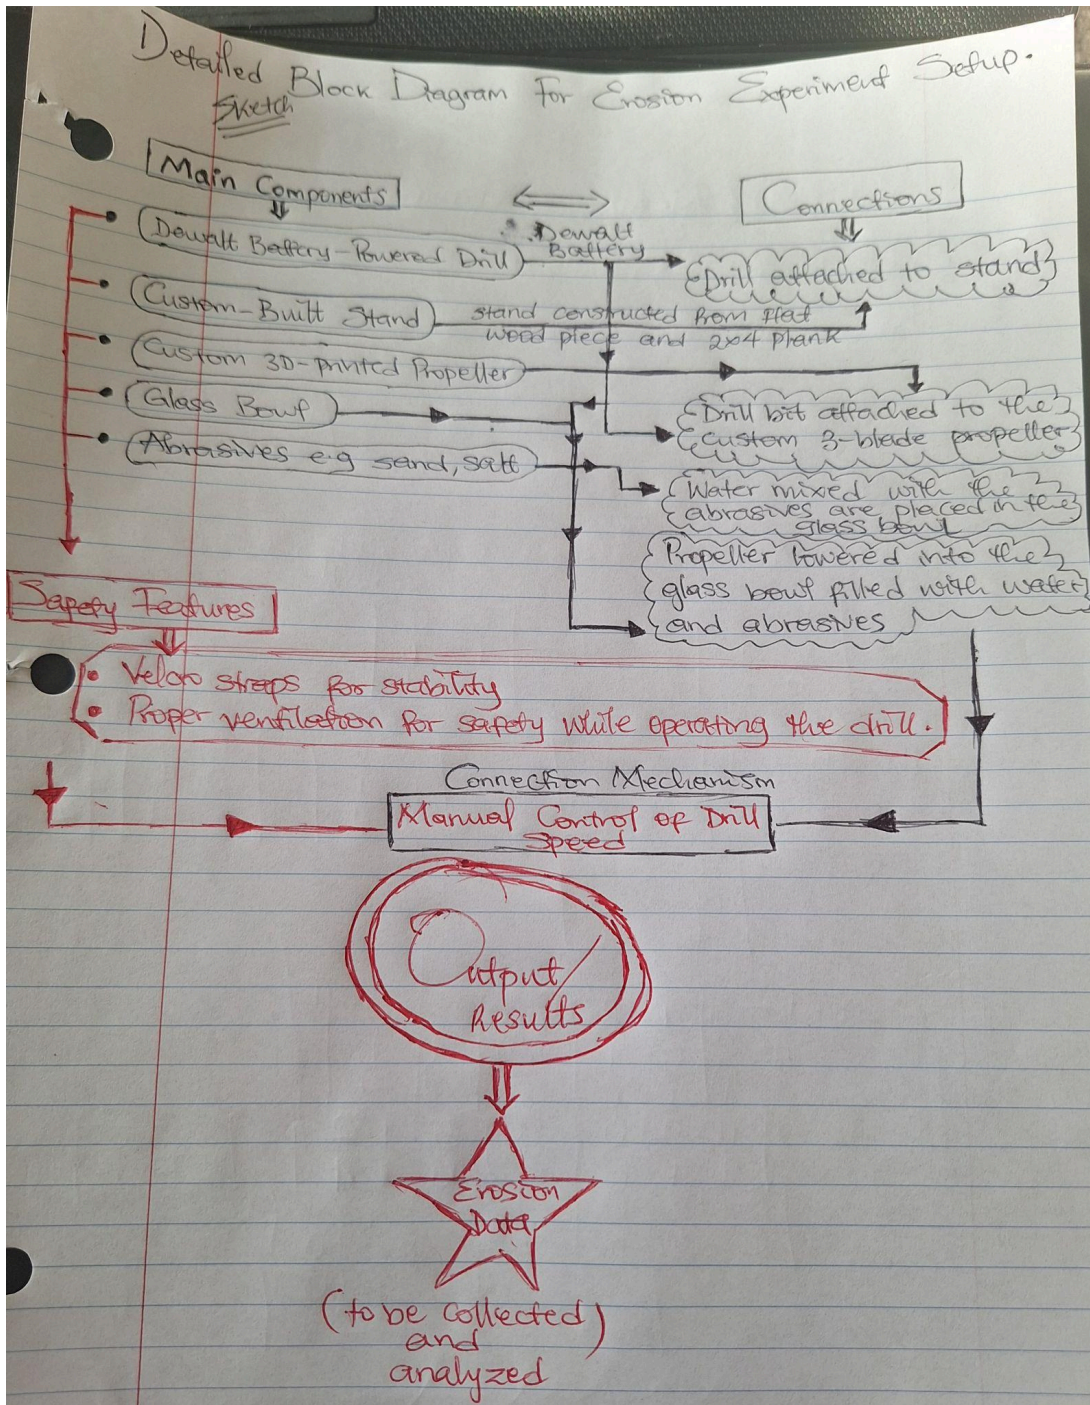 Detailed Block Diagram For Erosion Experiment Setup.
Sketch
Main Components
Connections
Dewalt Battery-Powered Drill
Dewalt
Battery
Drill attached to stand
Custom-Built Stand
stand constructed from flat
wood piece and 2x4 plank
Custom 3D-printed Propeller
Glass Bowl
Drill bit attached to the
custom 3-blade propeller
Abrasives e.g sand, salt
Water mixed with the
abrasives are placed in the
glass bowl
Propeller lowered into the
glass bowl filled with water
and abrasives
Safety Features
• Velcro straps for stability
• Proper ventilation for safety while operating the drill.
Connection Mechanism
Manual Control of Drill
Speed
Output/
Results
Erosion
Data
(to be collected)
and
analyzed